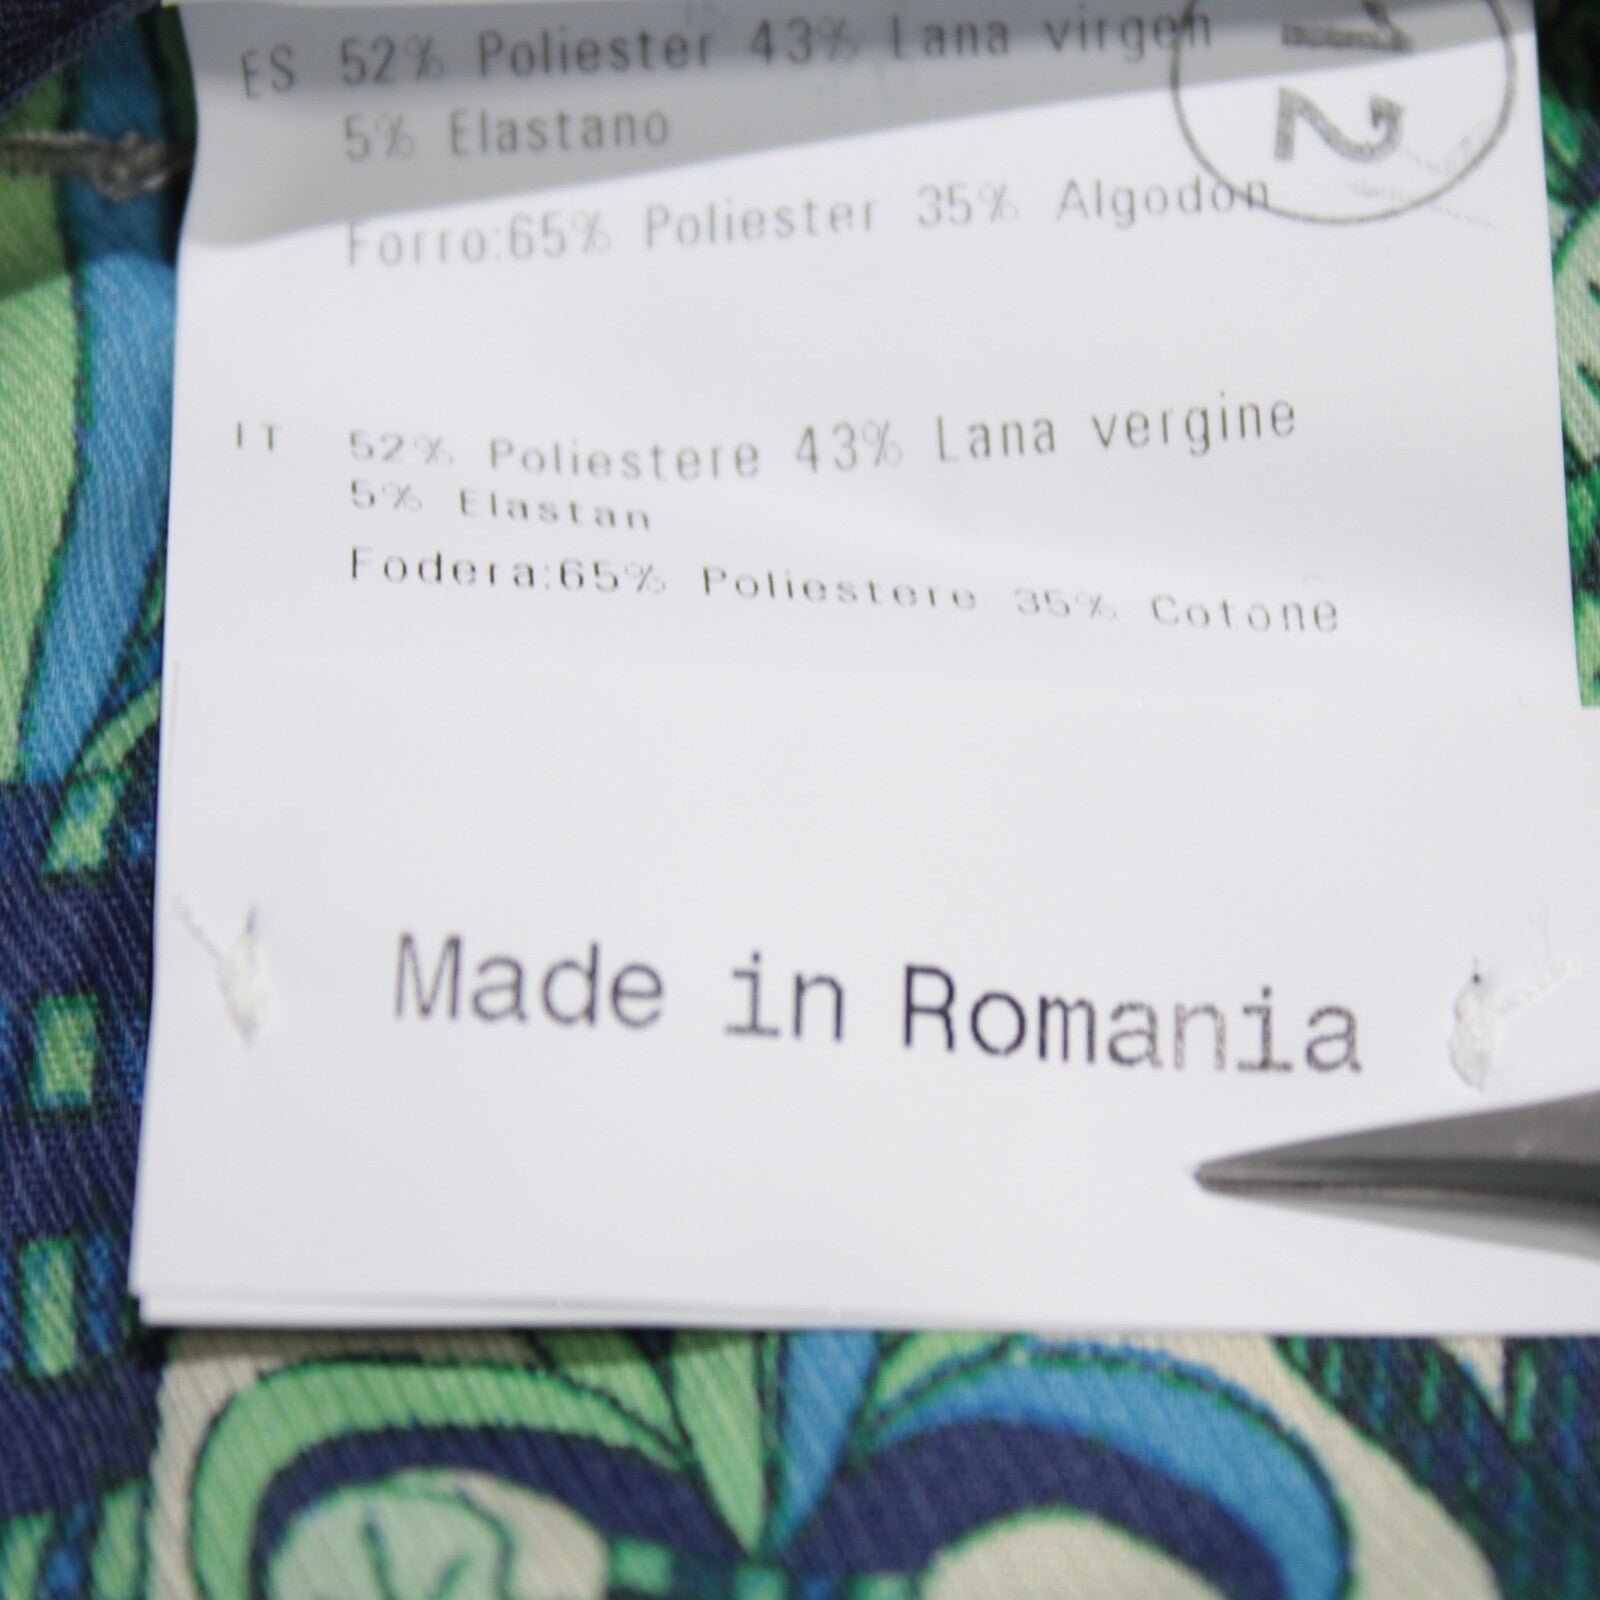 ES 52% Poliester 43% Lana virgen
5% Elastano
Forro:65% Poliester 35% Algodon
12
IT 52% Poliestere 43% Lana vergine
5% Elastan
Fodera:65% Poliestere 35% Cotone
Made in Romania